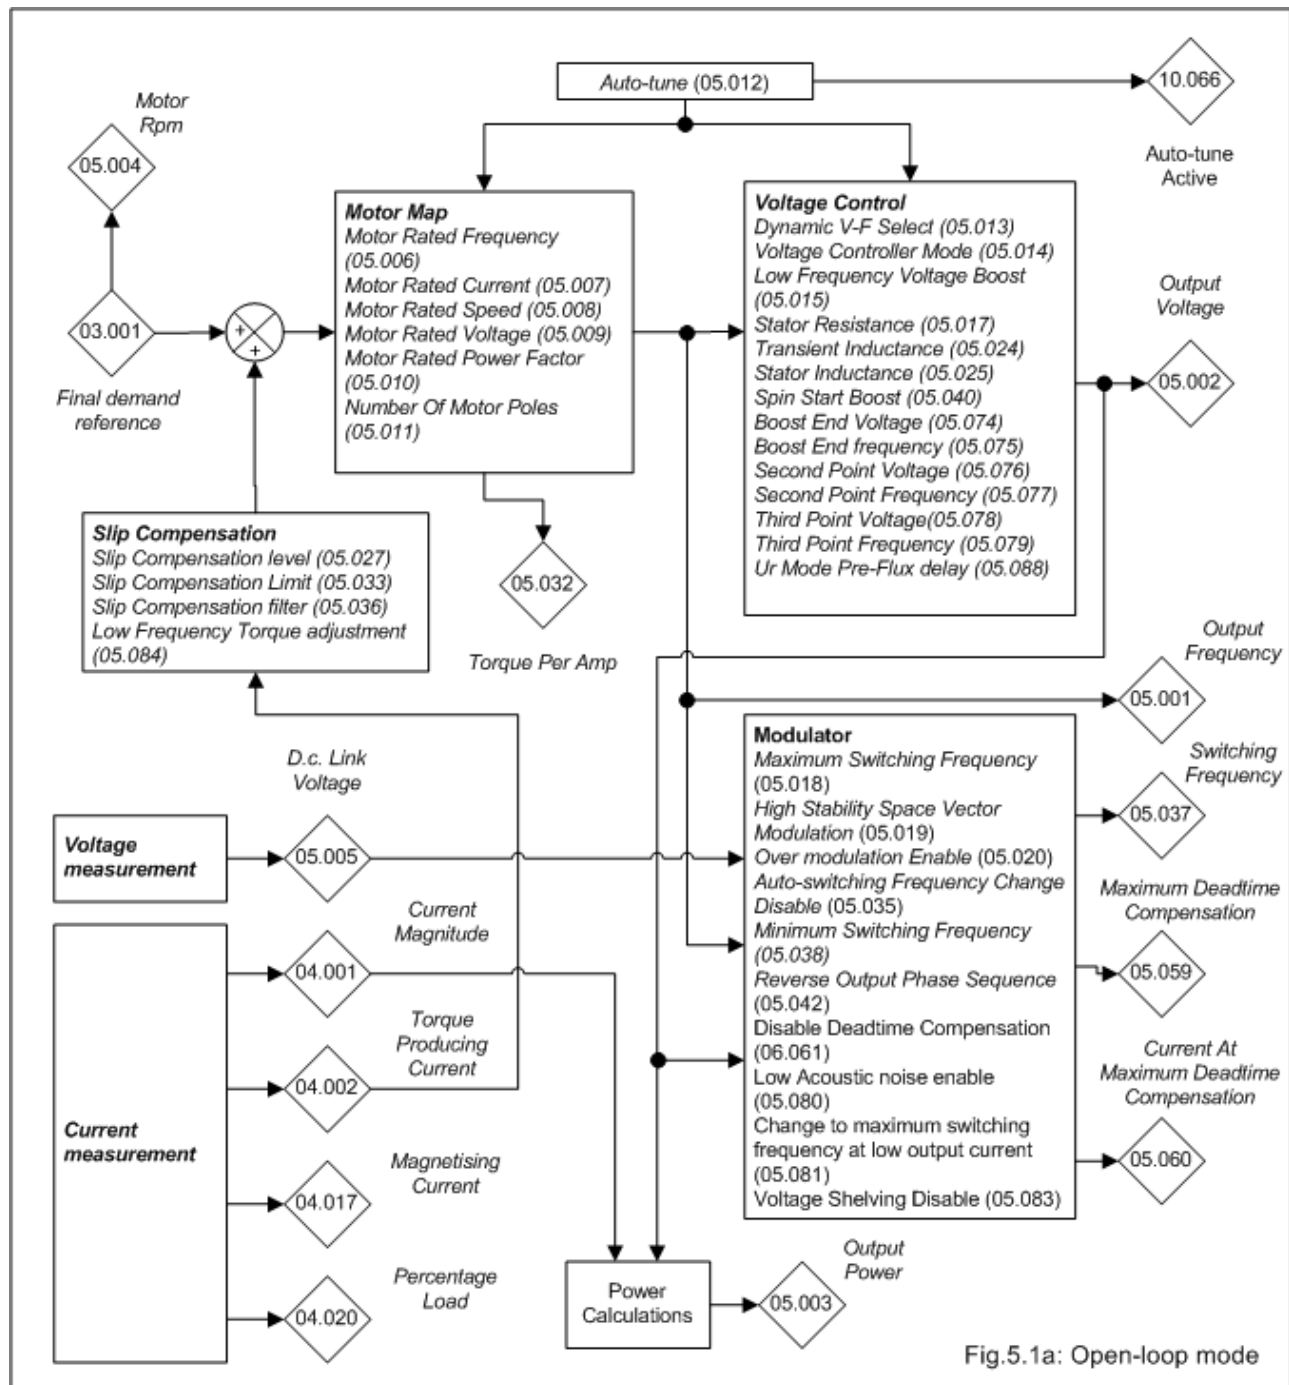 Auto-tune (05.012)
10.066
Auto-tune
Active
Motor
Rpm
05.004
03.001
Final demand
reference
+
+
Motor Map
Motor Rated Frequency
(05.006)
Motor Rated Current (05.007)
Motor Rated Speed (05.008)
Motor Rated Voltage (05.009)
Motor Rated Power Factor
(05.010)
Number Of Motor Poles
(05.011)
Voltage Control
Dynamic V-F Select (05.013)
Voltage Controller Mode (05.014)
Low Frequency Voltage Boost
(05.015)
Stator Resistance (05.017)
Transient Inductance (05.024)
Stator Inductance (05.025)
Spin Start Boost (05.040)
Boost End Voltage (05.074)
Boost End frequency (05.075)
Second Point Voltage (05.076)
Second Point Frequency (05.077)
Third Point Voltage(05.078)
Third Point Frequency (05.079)
Ur Mode Pre-Flux delay (05.088)
Output
Voltage
05.002
Slip Compensation
Slip Compensation level (05.027)
Slip Compensation Limit (05.033)
Slip Compensation filter (05.036)
Low Frequency Torque adjustment
(05.084)
05.032
Torque Per Amp
Output
Frequency
05.001
Switching
Frequency
05.037
Maximum Deadtime
Compensation
05.059
Current At
Maximum Deadtime
Compensation
05.060
Modulator
Maximum Switching Frequency
(05.018)
High Stability Space Vector
Modulation (05.019)
Over modulation Enable (05.020)
Auto-switching Frequency Change
Disable (05.035)
Minimum Switching Frequency
(05.038)
Reverse Output Phase Sequence
(05.042)
Disable Deadtime Compensation
(06.061)
Low Acoustic noise enable
(05.080)
Change to maximum switching
frequency at low output current
(05.081)
Voltage Shelving Disable (05.083)
D.c. Link
Voltage
Voltage
measurement
05.005
Current
Magnitude
04.001
Torque
Producing
Current
04.002
Current
measurement
Magnetising
Current
04.017
Percentage
Load
04.020
Power
Calculations
Output
Power
05.003
Fig.5.1a: Open-loop mode